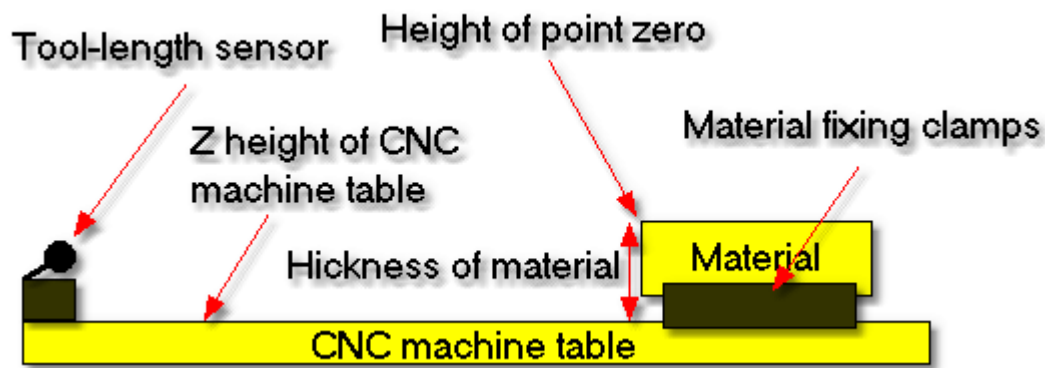 Tool-length sensor
Height of point zero
Z height of CNC
machine table
Material fixing clamps
Hickness of material
Material
CNC machine table